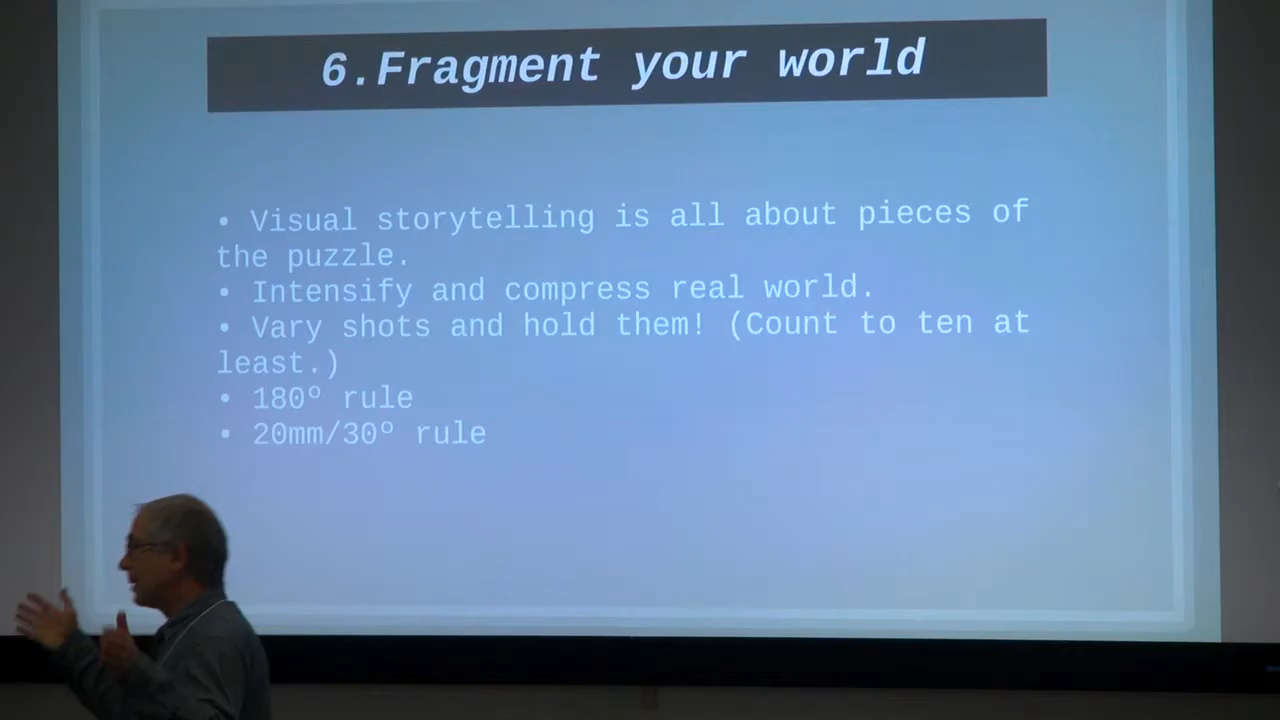 6.Fragment your world
• Visual storytelling is all about pieces of
the puzzle.
• Intensify and compress real world.
• Vary shots and hold them! (Count to ten at
least.)
• 180º rule
• 20mm/30º rule